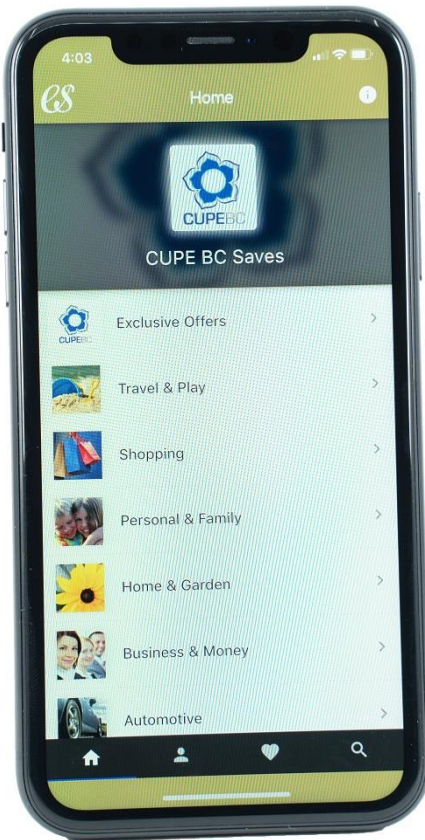 4:03
es
Home
CUPEBC
CUPE BC Saves
CUPEBC
Exclusive Offers
Travel & Play
Shopping
Personal & Family
Home & Garden
Business & Money
Automotive